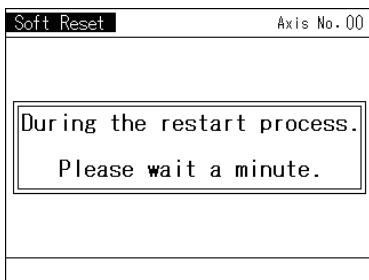 Soft Reset
Axis No.00
During the restart process.
Please wait a minute.